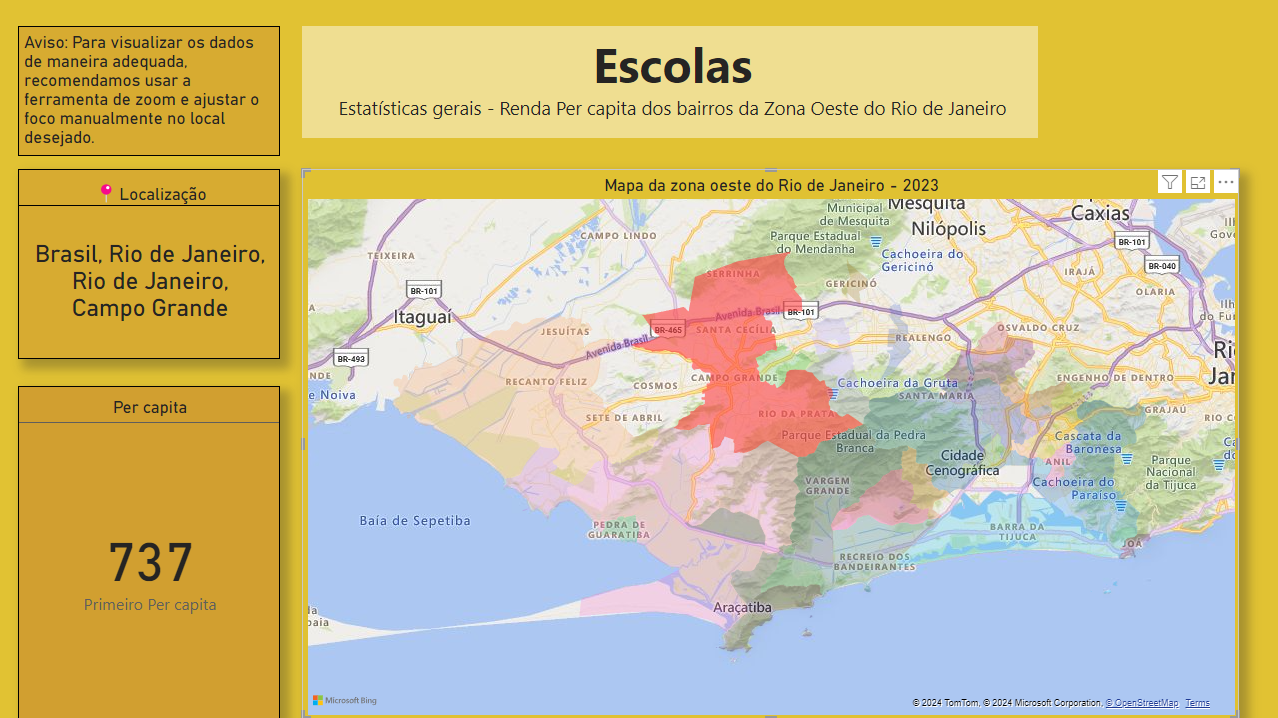 Aviso: Para visualizar os dados
de maneira adequada,
recomendamos usar a
ferramenta de zoom e ajustar o
foco manualmente no local
desejado.
Escolas
Estatísticas gerais - Renda Per capita dos bairros da Zona Oeste do Rio de Janeiro
Localização
Brasil, Rio de Janeiro,
Rio de Janeiro,
Campo Grande
Per capita
737
Primeiro Per capita
Mapa da zona oeste do Rio de Janeiro - 2023
Municipal
de Mesquita
Mesquita
Nilópolis
Caxias
CAMPO LINDO
Parque Estadual
do Mendanha
BR-101
TEIXEIRA
Cachoeira do
Gericinó
BR-040
IRAJÁ
SERRINHA
GERICINÓ
OLARIA
BR-101
Itaguaí
Avenida Brasil
BR-101
JESUÍTAS
BR-465
SANTA CECÍLIA
OSVALDO CRUZ
REALENGO
Avenida Brasil
BR-493
NDE
RECANTO FELIZ
COSMOS
CAMPO GRANDE
Cachoeira da Gruta
SANTA MARIA
ENGENHO DE DENTRO
e Noiva
SETE DE ABRIL
RIO DA PRATA
GRAJAÚ
RIO C
Parque Estadual da Pedra
Branca
Cascata da
Baronesa
Cidade
Cenográfica
ANIL
Parque
Nacional
da Tijuca
VARGEM
GRANDE
Cachoeira do
Paraíso
Baía de Sepetiba
PEDRA DE
GUARATIBA
BARRA DA
TIJUCA
JOÁ
RECREIO DOS
BANDEIRANTES
Araçatiba
Microsoft Bing
© 2024 TomTom, © 2024 Microsoft Corporation, © OpenStreetMap Terms